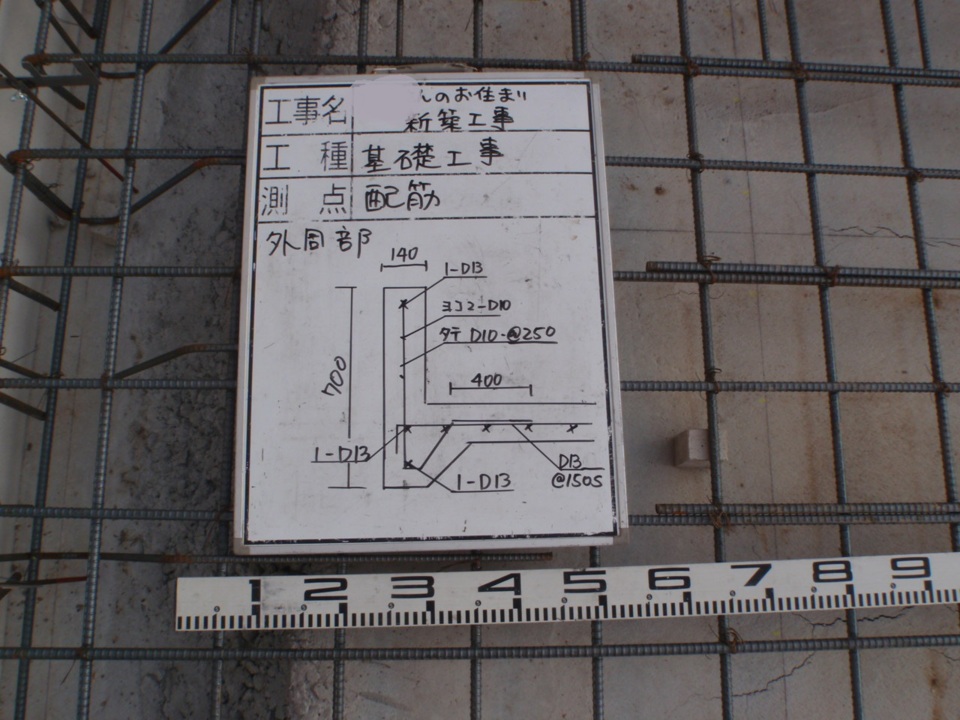 工事名 んのお住まい
新築工事
工種 基礎工事
測点 配筋
外周部
140
1-D13
ヨコ2-D10
タテ D10-@250
700
400
1-D13
1-D13
D13
@150S
1 2 3 4 5 6 7 8 9